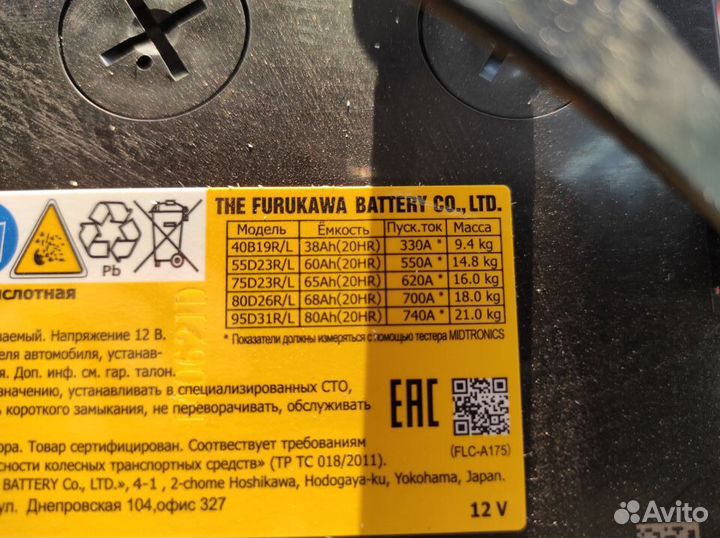 THE FURUKAWA BATTERY CO., LTD.
Модель Ёмкость Пуск.ток Масса
40B19R/L 38Ah(20HR) 330A * 9.4 kg
55D23R/L 60Ah(20HR) 550A * 14.8 kg
75D23R/L 65Ah(20HR) 620A * 16.0 kg
80D26R/L 68Ah(20HR) 700A * 18.0 kg
95D31R/L 80Ah(20HR) 740A * 21.0 kg
* Показатели должны измеряться с помощью тестера MIDTRONICS
Pb
ислотная
ваемый. Напряжение 12 В.
еля автомобиля, устанав-
я. Доп. инф. см. гар. талон.
значению, устанавливать в специализированных СТО,
ь короткого замыкания, не переворачивать, обслуживать
EAC
(FLC-A175)
ора. Товар сертифицирован. Соотвествует требованиям
асности колесных транспортных средств» (ТР ТС 018/2011).
BATTERY Co., LTD.», 4-1 , 2-chome Hoshikawa, Hodogaya-ku, Yokohama, Japan.
ул. Днепровская 104,офис 327
12 V
Avito